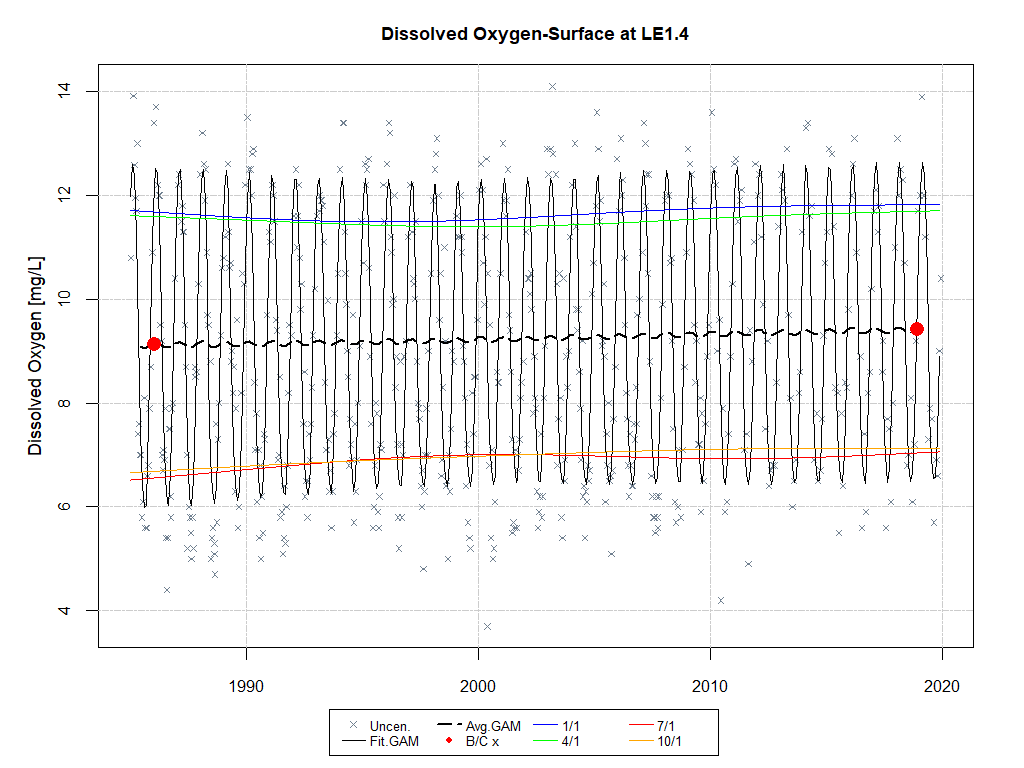 Dissolved Oxygen-Surface at LE1.4
Dissolved Oxygen [mg/L]
14
12
10
8
6
4
1990 2000 2010 2020
Uncen. Avg.GAM 1/1 7/1
Fit.GAM B/C x 4/1 10/1